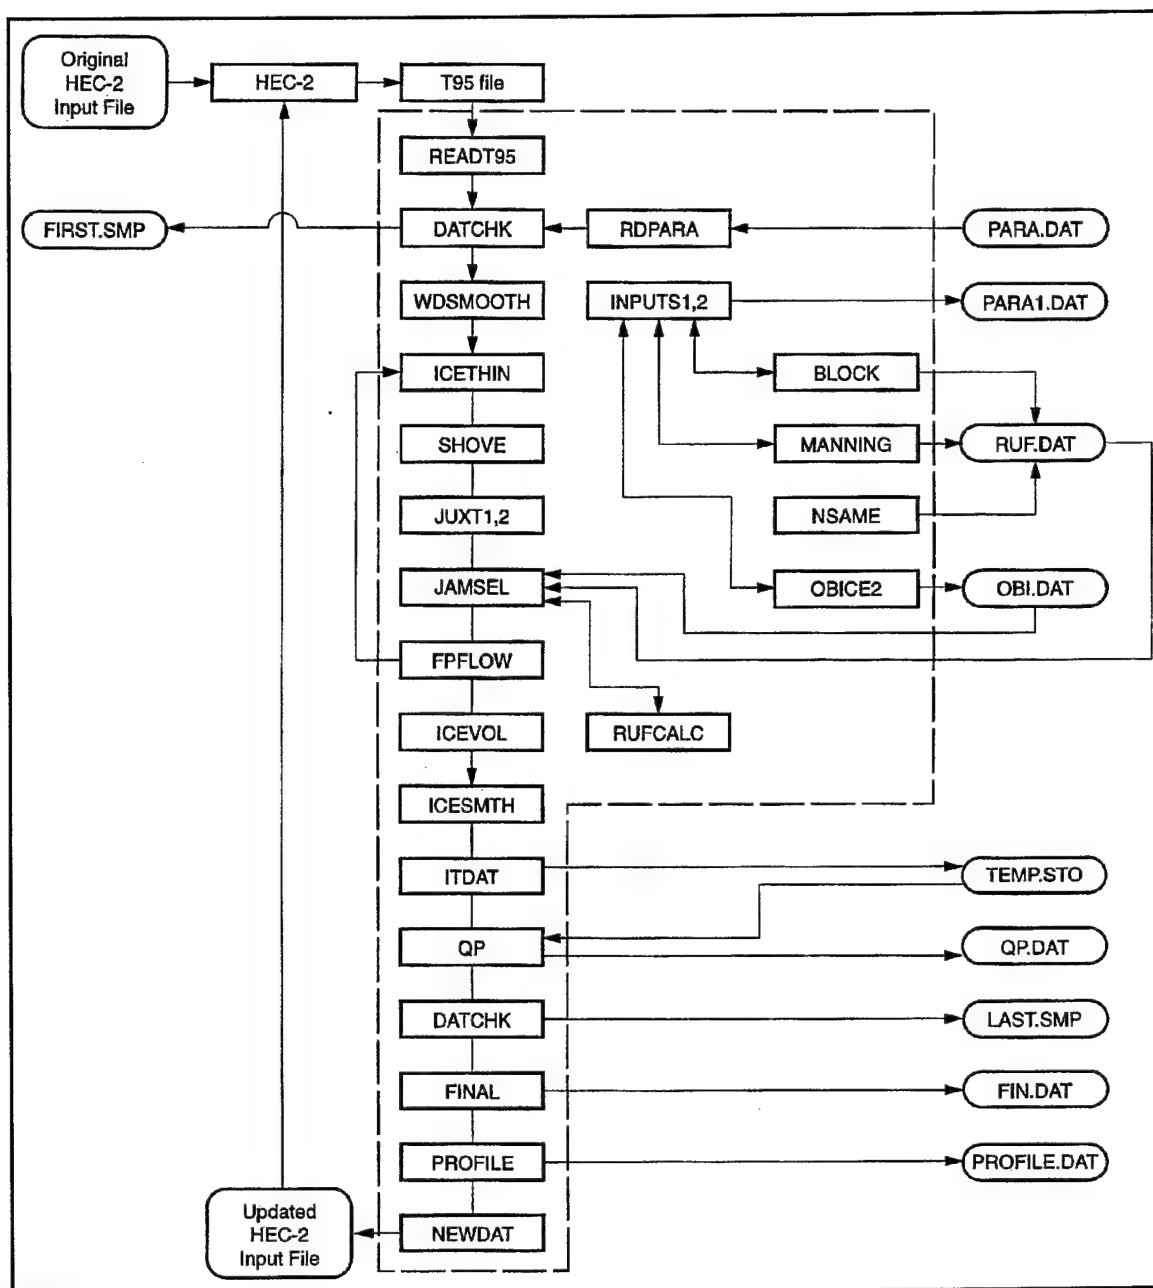 Original
HEC-2
Input File
HEC-2
T95 file
READT95
FIRST.SMP
DATCHK
RDPARA
PARA.DAT
WDSMOOTH
INPUTS1,2
PARA1.DAT
ICETHIN
BLOCK
SHOVE
MANNING
RUF.DAT
JUXT1,2
NSAME
JAMSEL
OBICE2
OBI.DAT
FPFLOW
ICEVOL
RUFCALC
ICESMTH
ITDAT
TEMP.STO
QP
QP.DAT
DATCHK
LAST.SMP
FINAL
FIN.DAT
PROFILE
PROFILE.DAT
Updated
HEC-2
Input File
NEWDAT